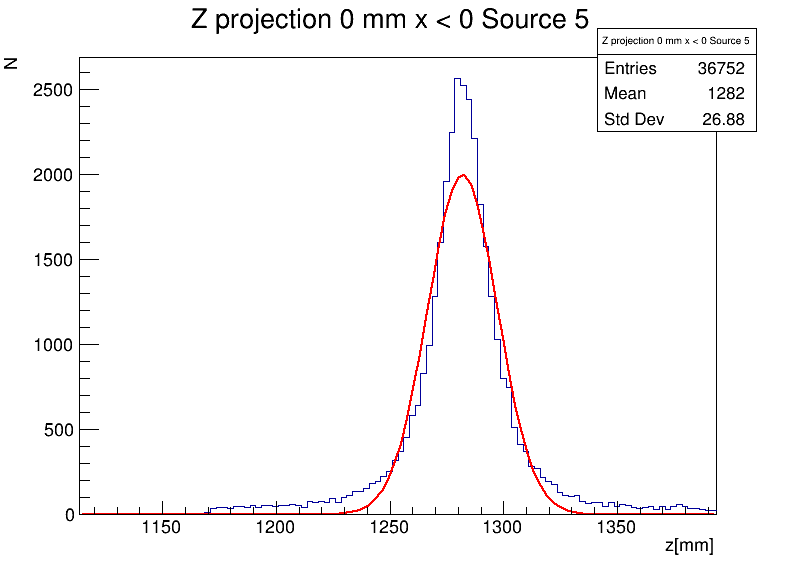 Z projection 0 mm x < 0 Source 5
Z projection 0 mm x < 0 Source 5
Entries 36752
Mean 1282
Std Dev 26.88
N
2500
2000
1500
1000
500
0
1150 1200 1250 1300 1350
z[mm]